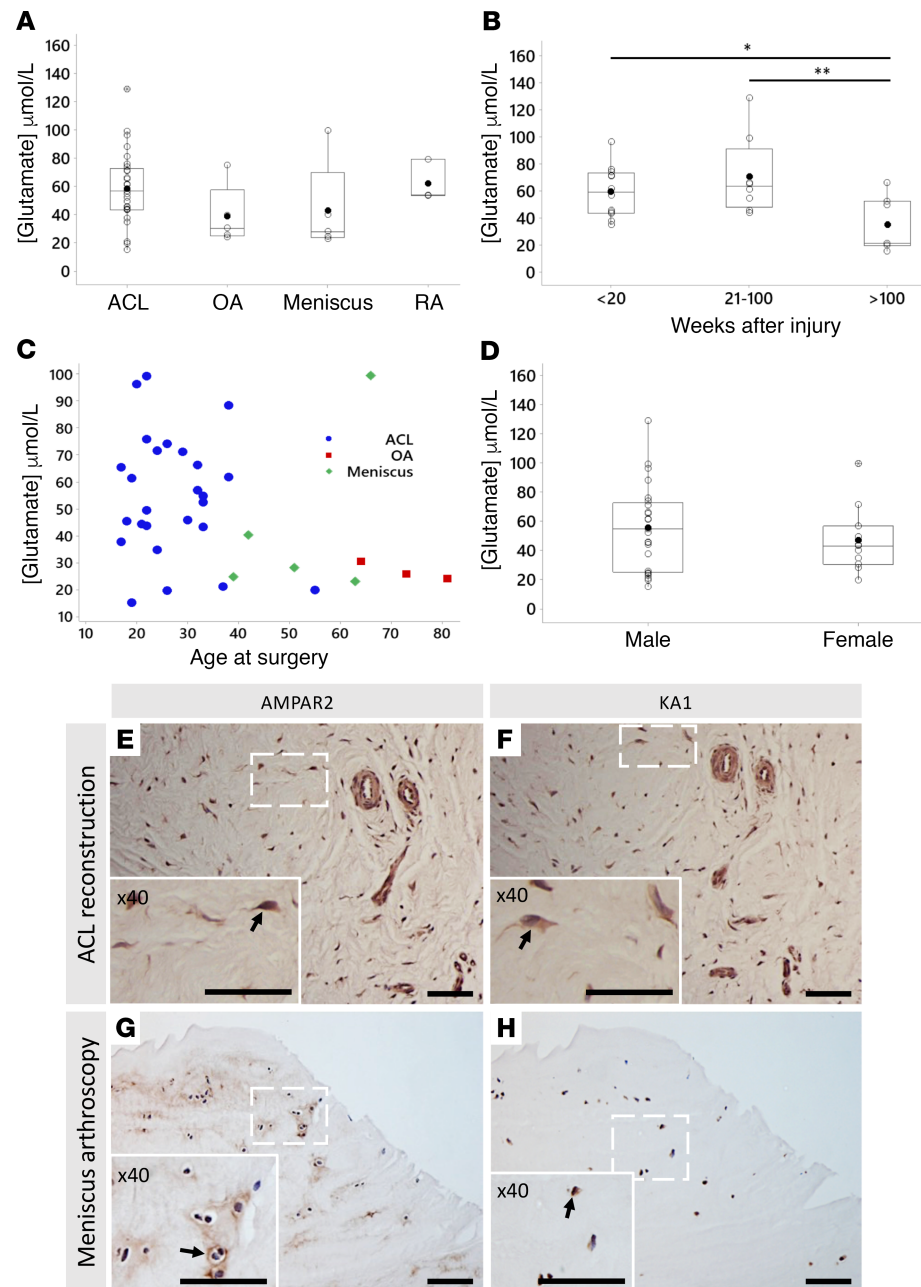 A
[Glutamate] μmol/L
160
140
120
100
80
60
40
20
0
ACL OA Meniscus RA
B
[Glutamate] μmol/L
160
140
120
100
80
60
40
20
0
*
**
<20 21-100 >100
Weeks after injury
C
[Glutamate] μmol/L
100
90
80
70
60
50
40
30
20
10
ACL
OA
Meniscus
10 20 30 40 50 60 70 80
Age at surgery
D
[Glutamate] μmol/L
160
140
120
100
80
60
40
20
0
Male Female
AMPAR2 KA1
ACL reconstruction
E
x40
F
x40
Meniscus arthroscopy
G
x40
H
x40